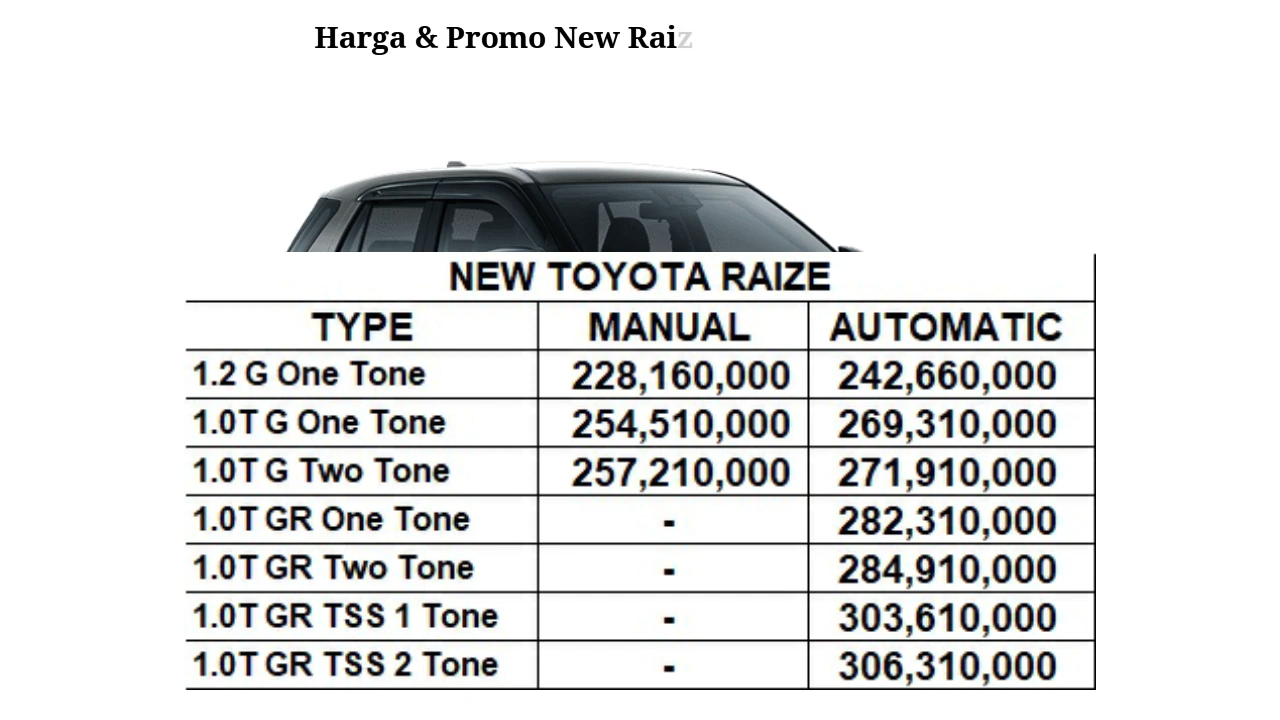 Harga & Promo New Raiz
NEW TOYOTA RAIZE
TYPE MANUAL AUTOMATIC
1.2 G One Tone 228,160,000 242,660,000
1.0T G One Tone 254,510,000 269,310,000
1.0T G Two Tone 257,210,000 271,910,000
1.0T GR One Tone - 282,310,000
1.0T GR Two Tone - 284,910,000
1.0T GR TSS 1 Tone - 303,610,000
1.0T GR TSS 2 Tone - 306,310,000